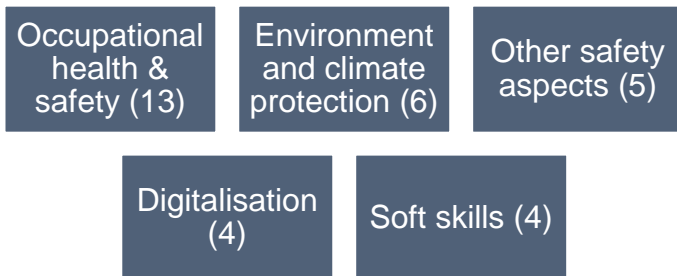 Occupational
health &
safety (13)
Environment
and climate
protection (6)
Other safety
aspects (5)
Digitalisation
(4)
Soft skills (4)